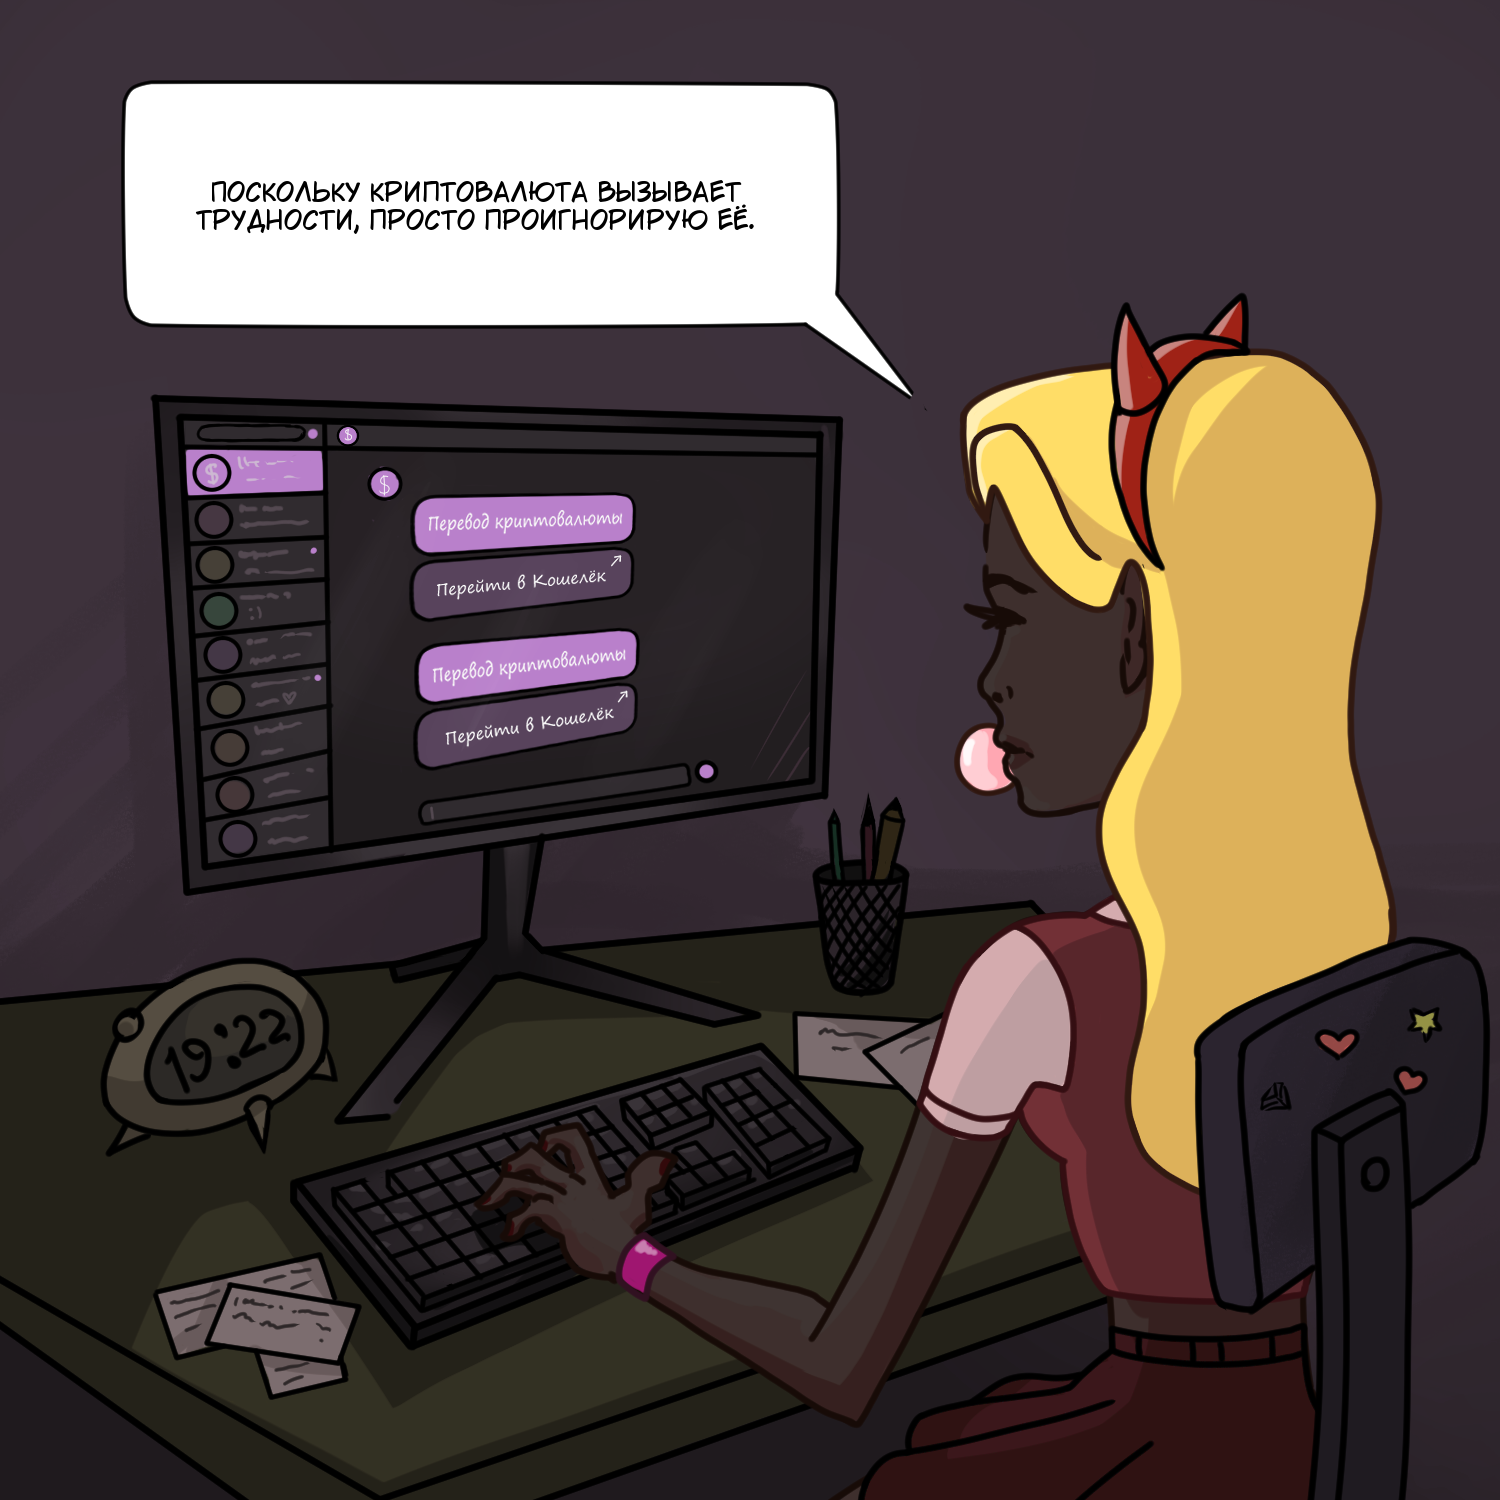 ПОСКОЛЬКУ КРИПТОВАЛЮТА ВЫЗЫВАЕТ
ТРУДНОСТИ, ПРОСТО ПРОИГНОРИРУЮ ЕЁ.
$
$
$
Перевод криптовалюты
Перейти в Кошелёк
:)
Перевод криптовалюты
Перейти в Кошелёк
19:22